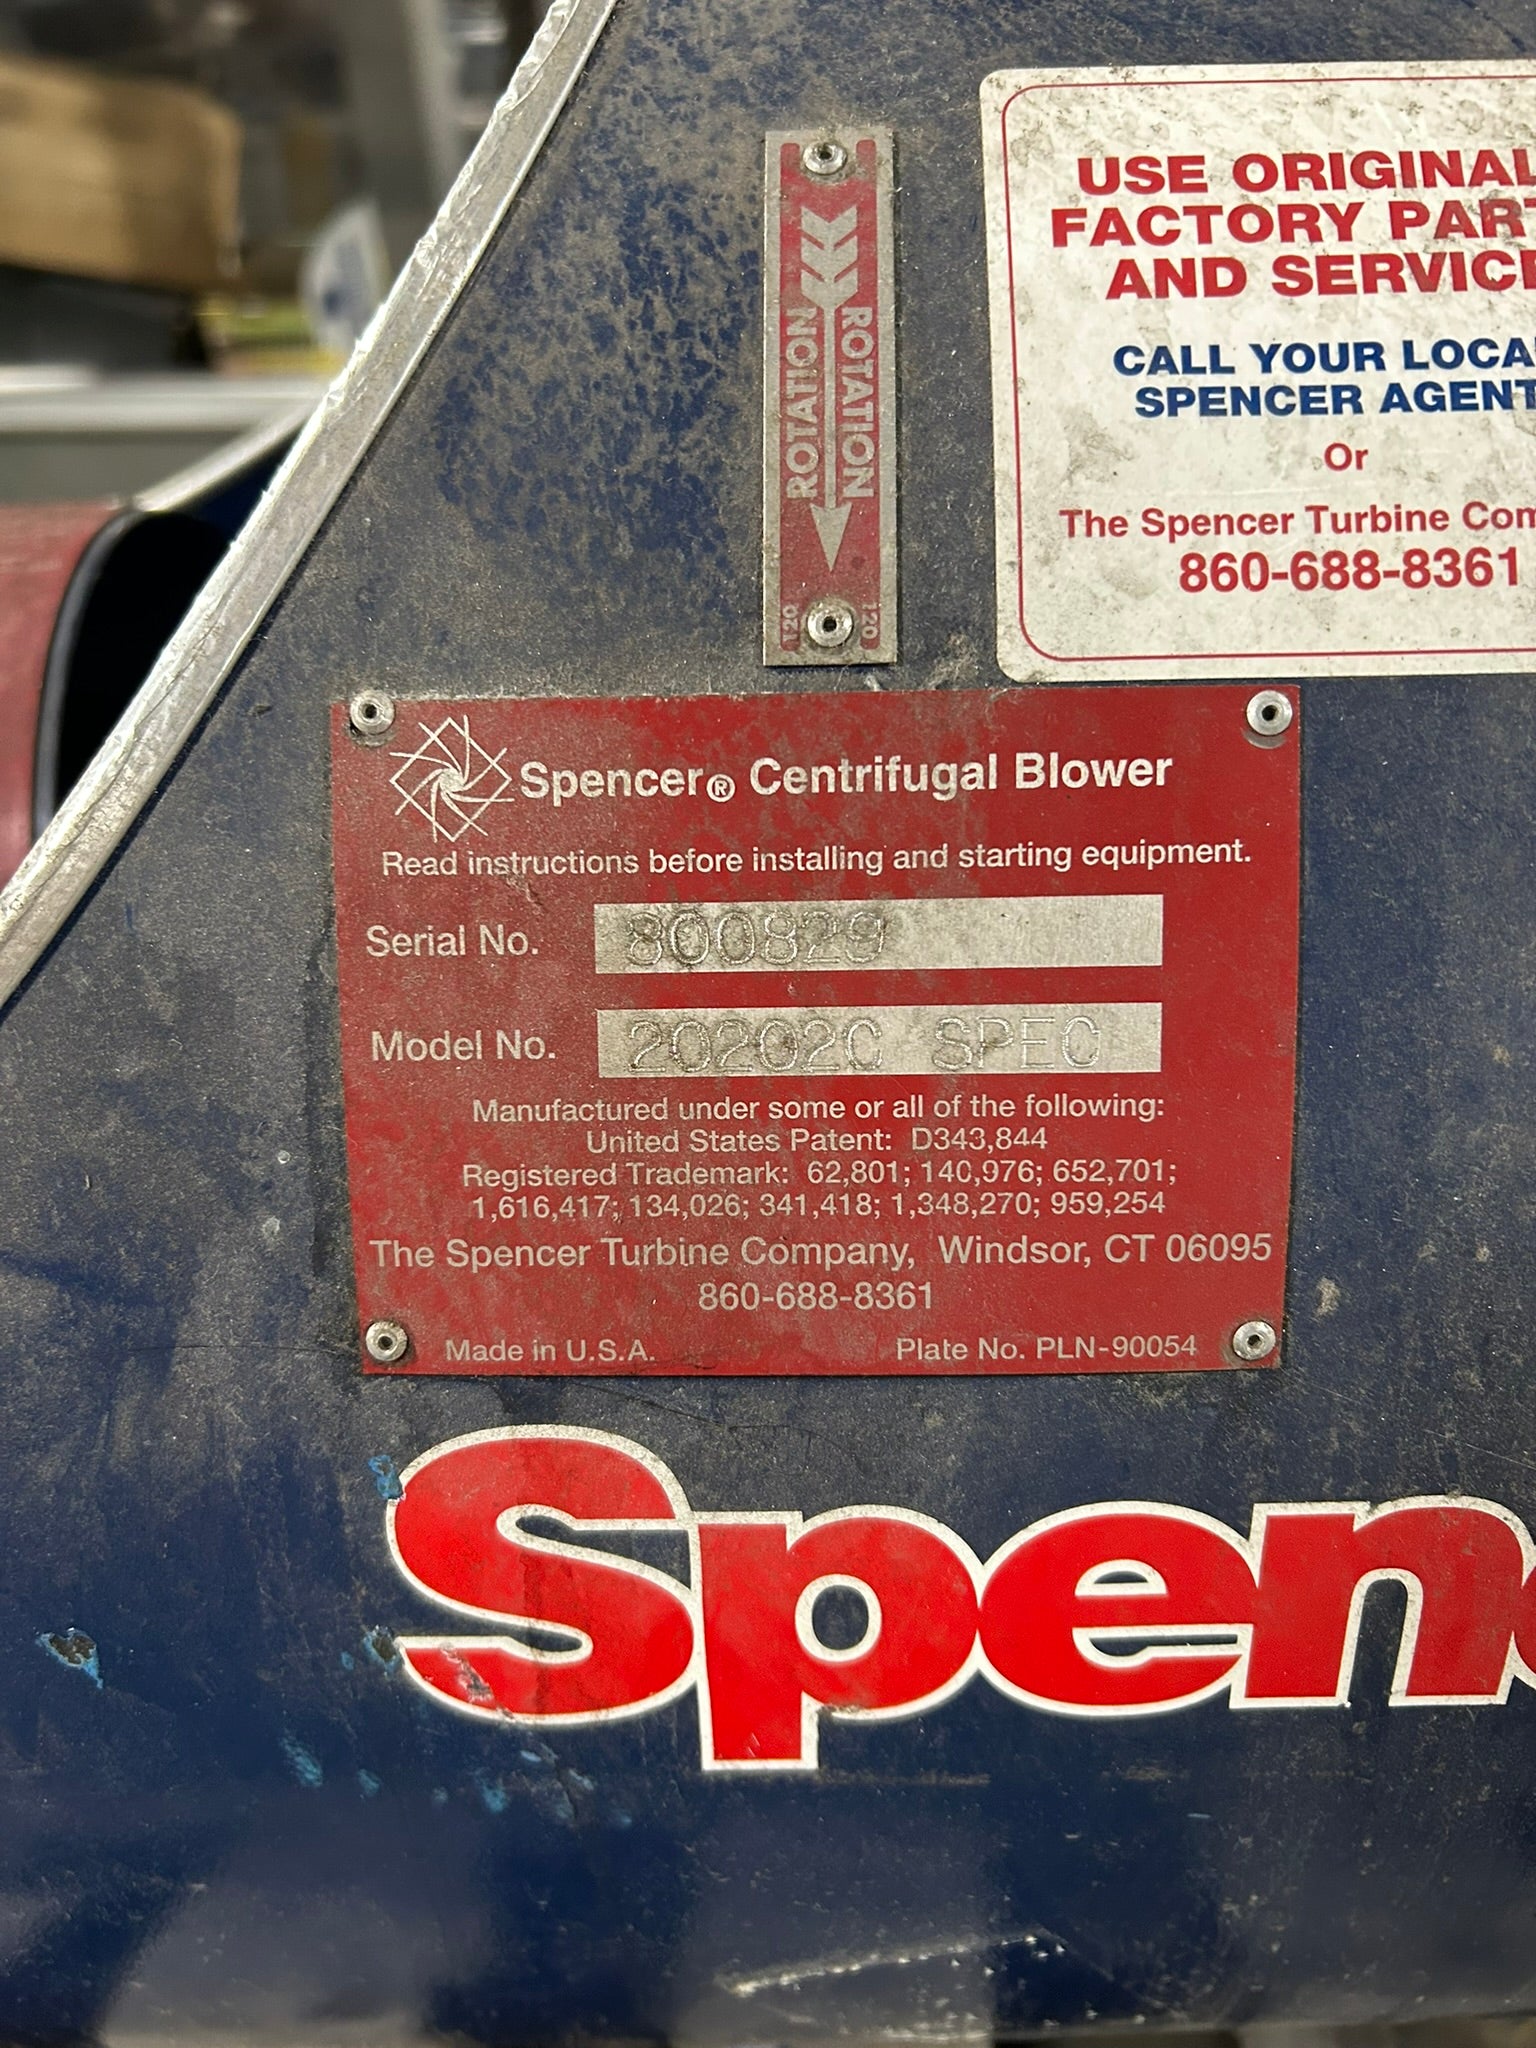 USE ORIGINAL
FACTORY PART
AND SERVICE
CALL YOUR LOCA
SPENCER AGENT
Or
The Spencer Turbine Com
860-688-8361
ROTATION
ROTATION
120
120
Spencer® Centrifugal Blower
Read instructions before installing and starting equipment.
Serial No. 800829
Model No. 20202C SPEC
Manufactured under some or all of the following:
United States Patent: D343,844
Registered Trademark: 62,801; 140,976; 652,701;
1,616,417; 134,026; 341,418; 1,348,270; 959,254
The Spencer Turbine Company, Windsor, CT 06095
860-688-8361
Made in U.S.A. Plate No. PLN-90054
Spen